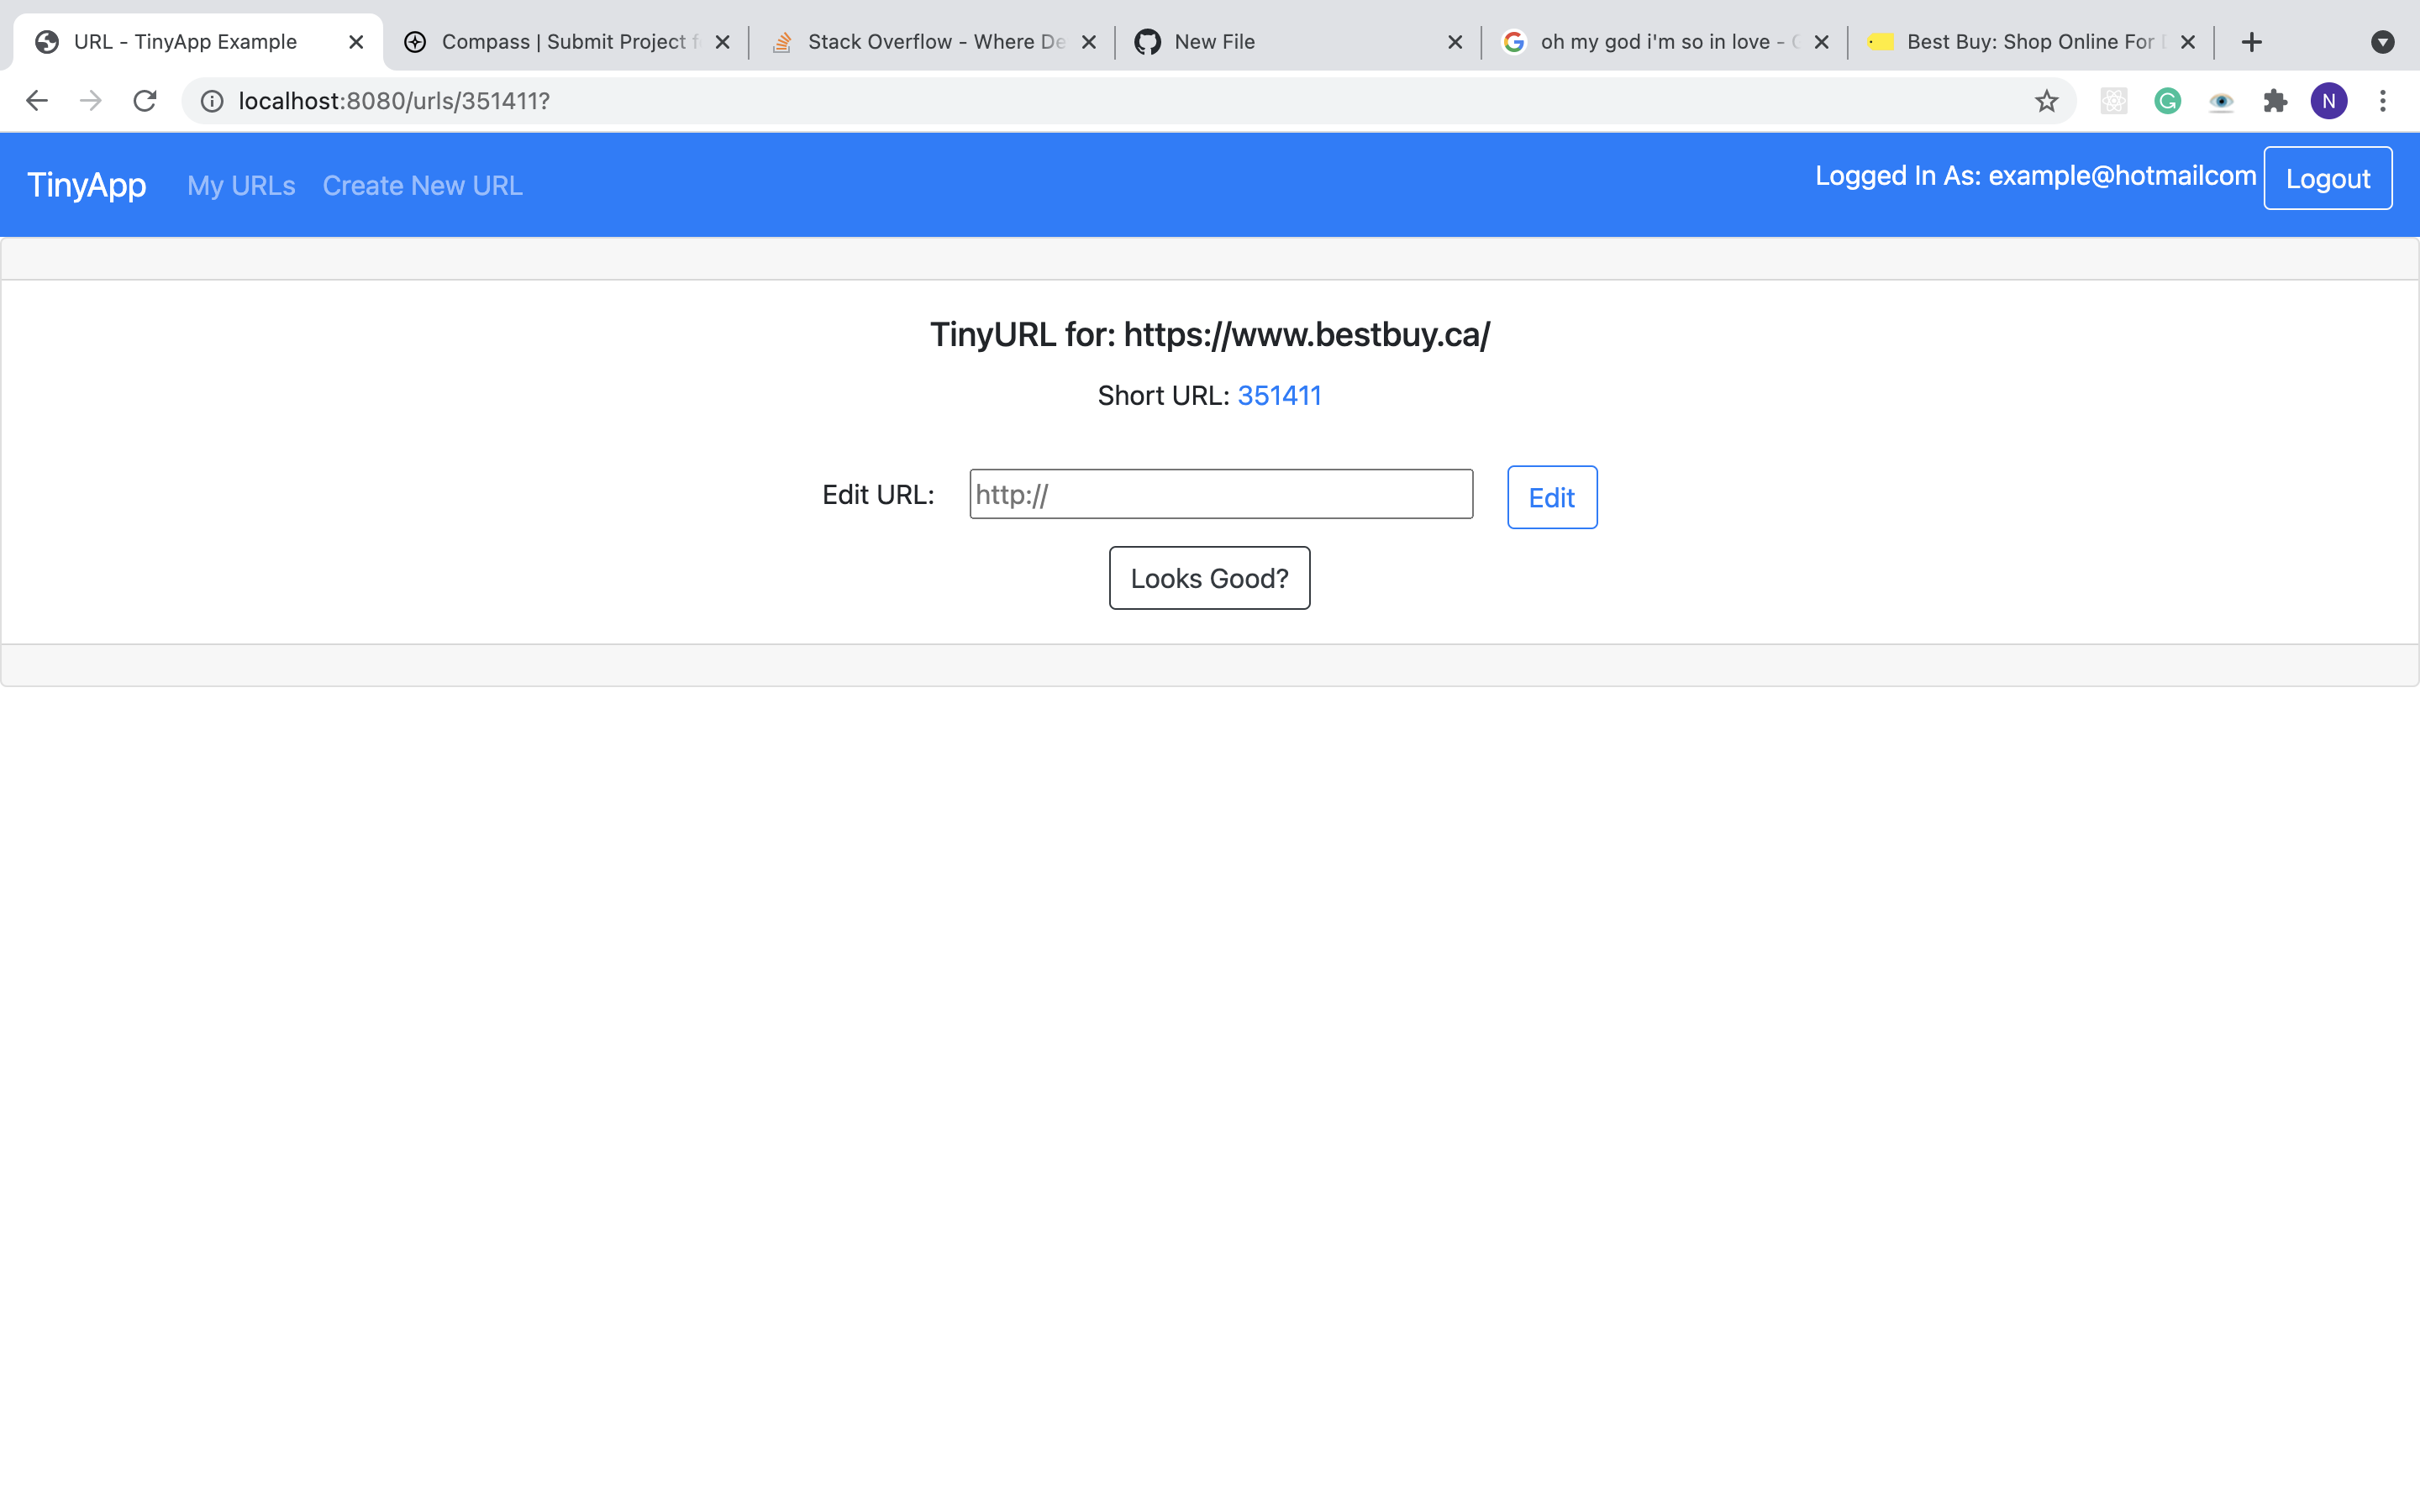 URL - TinyApp Example
Compass | Submit Project f
Stack Overflow - Where De
New File
oh my god i'm so in love -
Best Buy: Shop Online For
localhost:8080/urls/351411?
N
TinyApp
My URLs
Create New URL
Logged In As: example@hotmailcom
Logout
TinyURL for: https://www.bestbuy.ca/
Short URL: 351411
Edit URL:
http://
Edit
Looks Good?